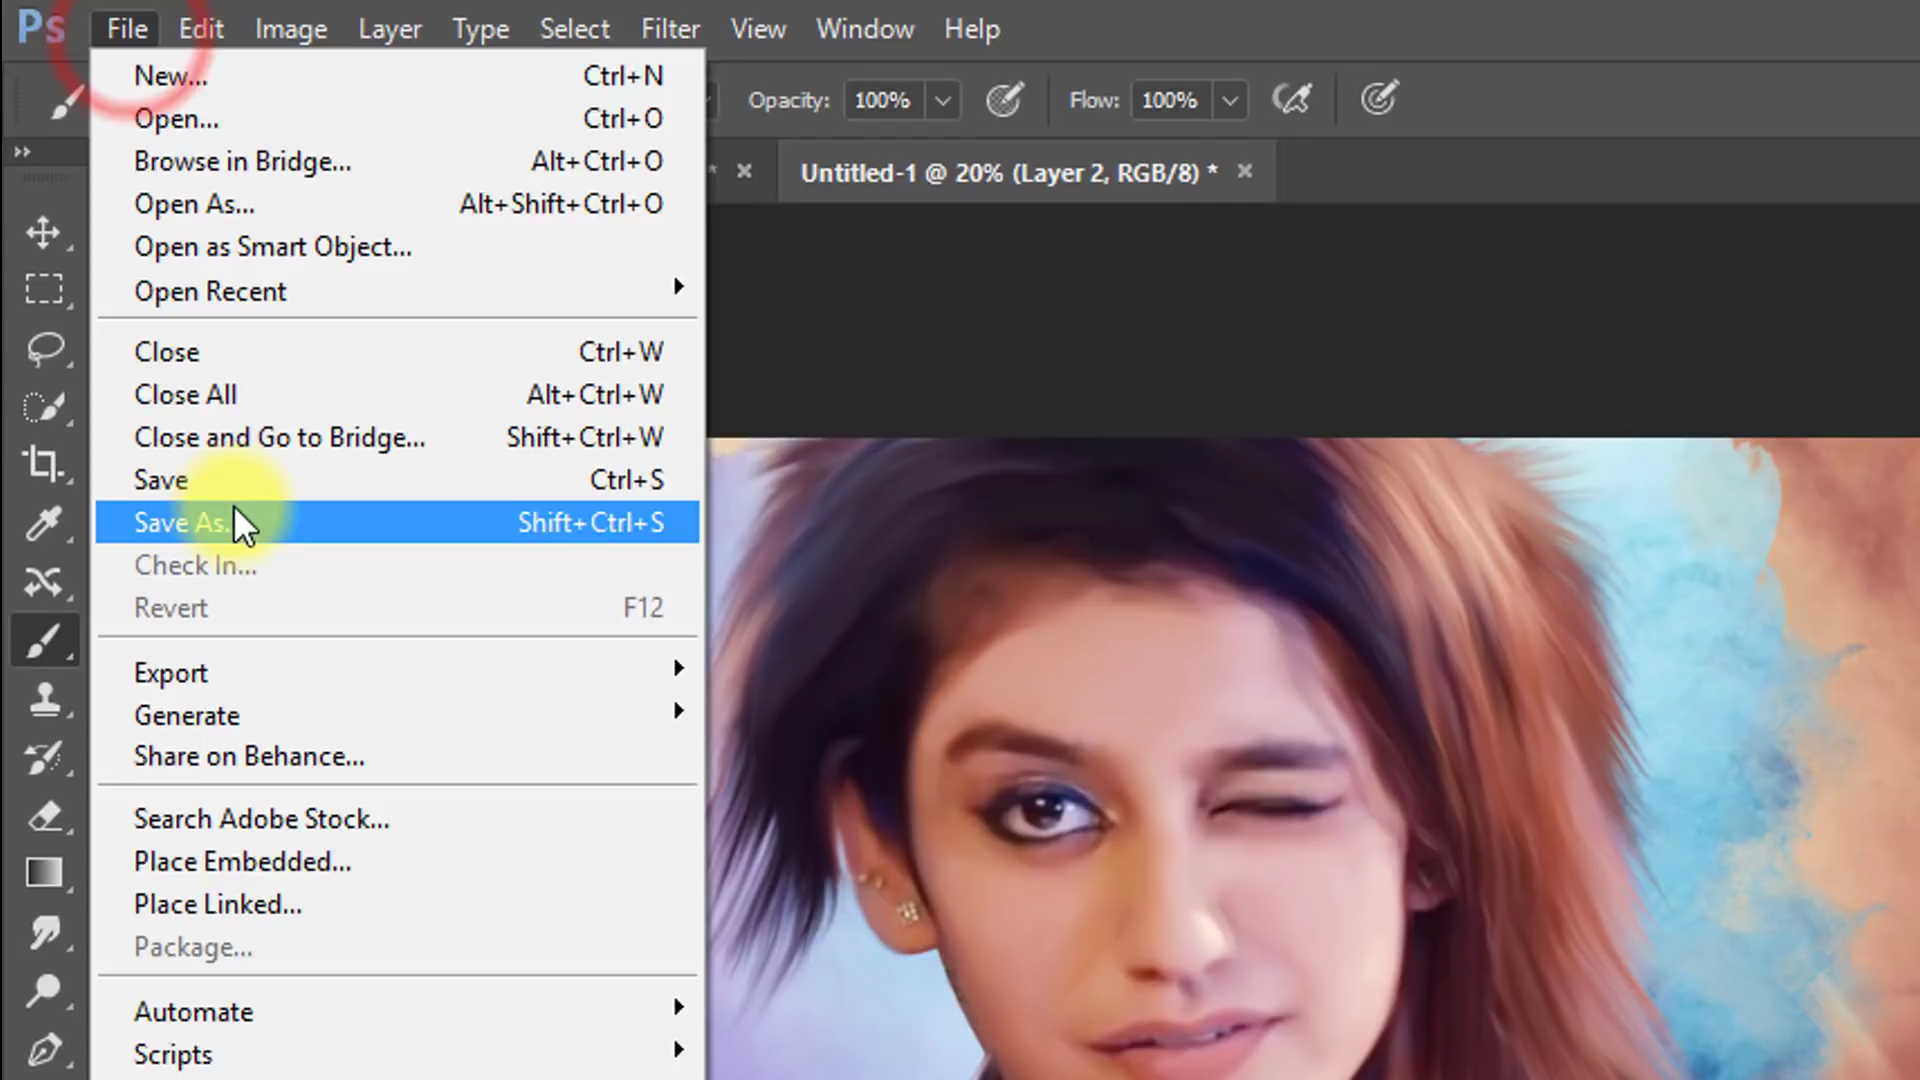 Ps File Edit Image Layer Type Select Filter View Window Help
Opacity: 100% Flow: 100%
Untitled-1 @ 20% (Layer 2, RGB/8) *
New... Ctrl+N
Open... Ctrl+O
Browse in Bridge... Alt+Ctrl+O
Open As... Alt+Shift+Ctrl+O
Open as Smart Object...
Open Recent
Close Ctrl+W
Close All Alt+Ctrl+W
Close and Go to Bridge... Shift+Ctrl+W
Save Ctrl+S
Save As... Shift+Ctrl+S
Check In...
Revert F12
Export
Generate
Share on Behance...
Search Adobe Stock...
Place Embedded...
Place Linked...
Package...
Automate
Scripts